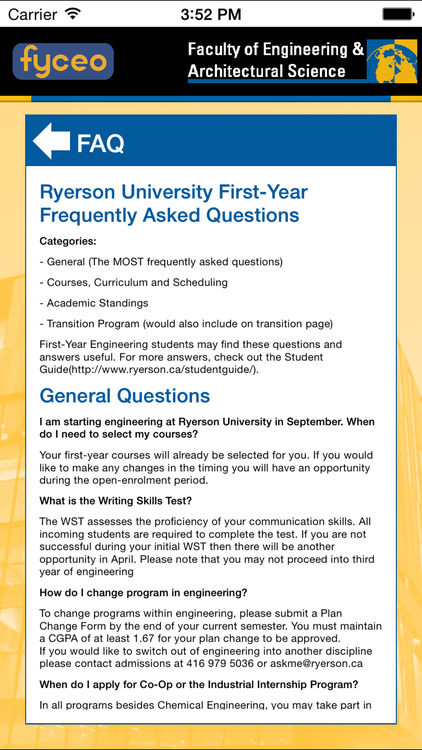 Carrier 3:52 PM
fyceo
Faculty of Engineering &
Architectural Science
FAQ
Ryerson University First-Year
Frequently Asked Questions
Categories:
- General (The MOST frequently asked questions)
- Courses, Curriculum and Scheduling
- Academic Standings
- Transition Program (would also include on transition page)
First-Year Engineering students may find these questions and
answers useful. For more answers, check out the Student
Guide(http://www.ryerson.ca/studentguide/).
General Questions
I am starting engineering at Ryerson University in September. When
do I need to select my courses?
Your first-year courses will already be selected for you. If you would
like to make any changes in the timing you will have an opportunity
during the open-enrolment period.
What is the Writing Skills Test?
The WST assesses the proficiency of your communication skills. All
incoming students are required to complete the test. If you are not
successful during your initial WST then there will be another
opportunity in April. Please note that you may not proceed into third
year of engineering
How do I change program in engineering?
To change programs within engineering, please submit a Plan
Change Form by the end of your current semester. You must maintain
a CGPA of at least 1.67 for your plan change to be approved.
If you would like to switch out of engineering into another discipline
please contact admissions at 416 979 5036 or askme@ryerson.ca
When do I apply for Co-Op or the Industrial Internship Program?
In all programs besides Chemical Engineering, you may take part in